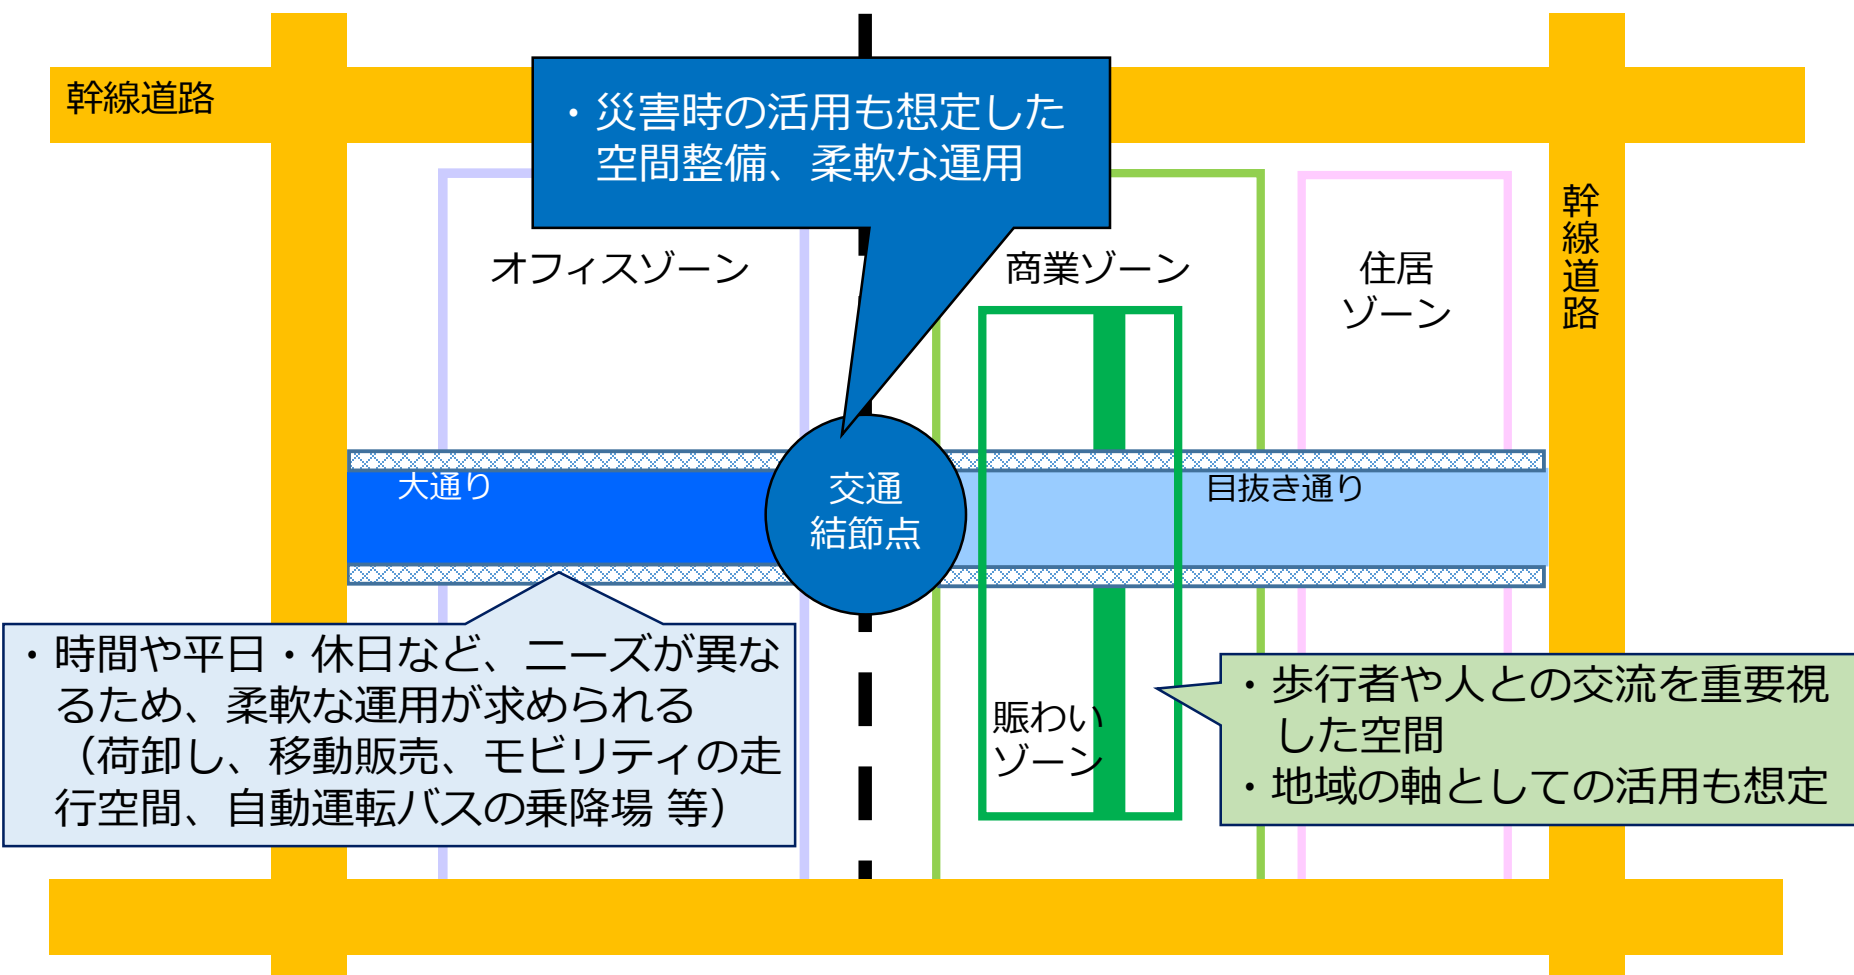 幹線道路
・災害時の活用も想定した
空間整備、柔軟な運用
幹線道路
オフィスゾーン
商業ゾーン
住居
ゾーン
大通り
交通
結節点
目抜き通り
・時間や平日・休日など、ニーズが異な
るため、柔軟な運用が求められる
（荷卸し、移動販売、モビリティの走
行空間、自動運転バスの乗降場 等）
賑わい
ゾーン
・歩行者や人との交流を重要視
した空間
・地域の軸としての活用も想定